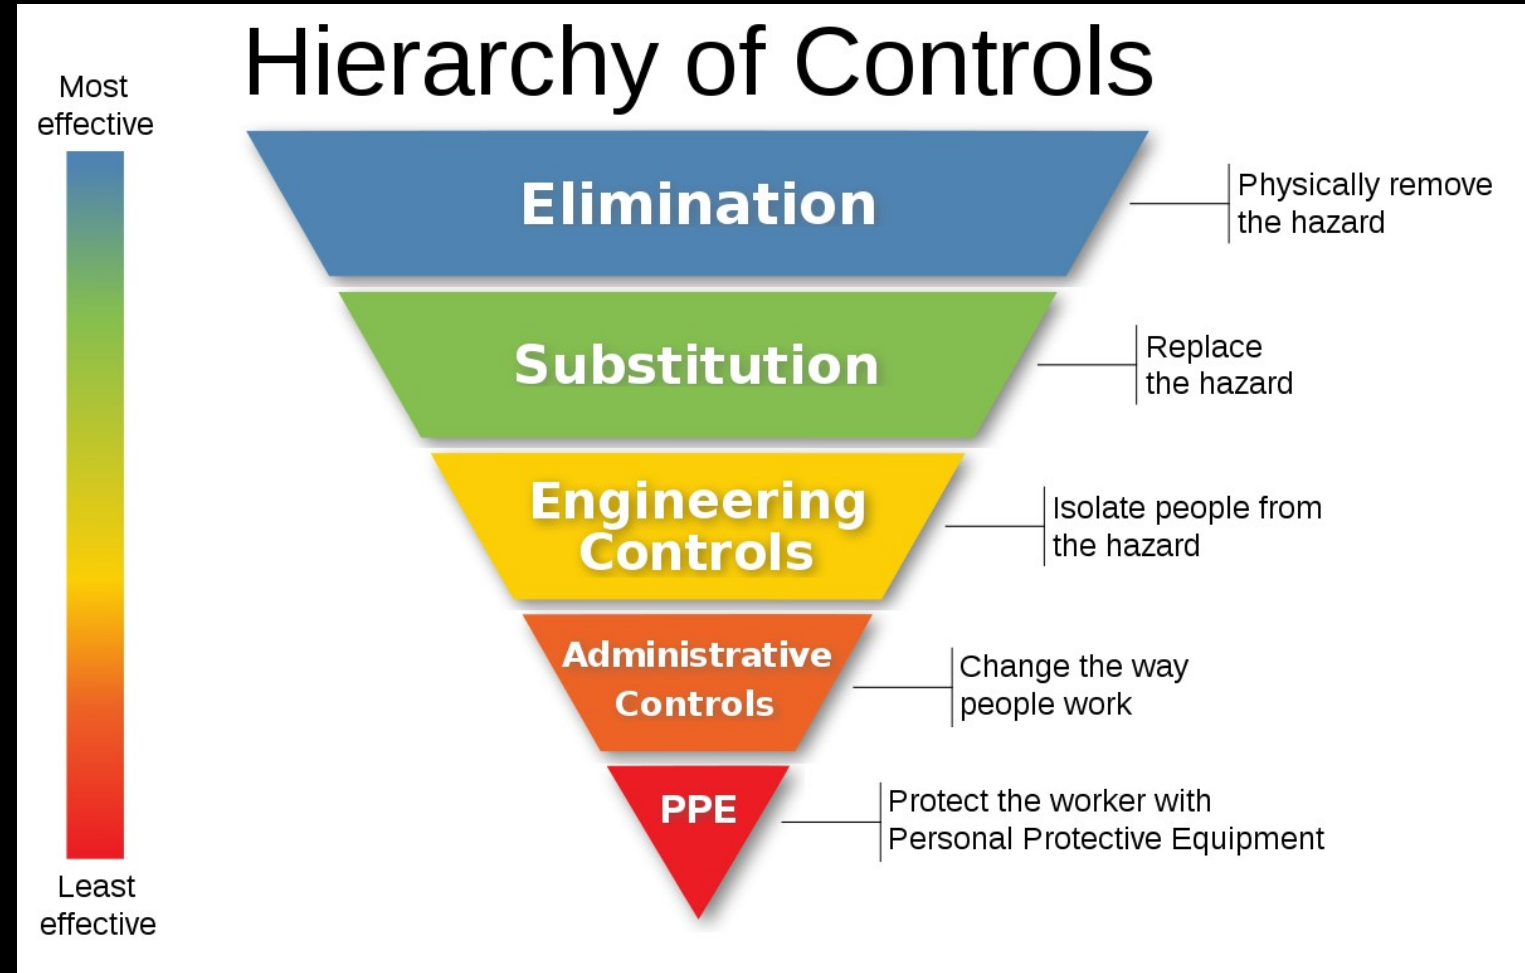 Hierarchy of Controls
Most
effective
Elimination
Physically remove
the hazard
Substitution
Replace
the hazard
Engineering
Controls
Isolate people from
the hazard
Administrative
Controls
Change the way
people work
PPE
Protect the worker with
Personal Protective Equipment
Least
effective